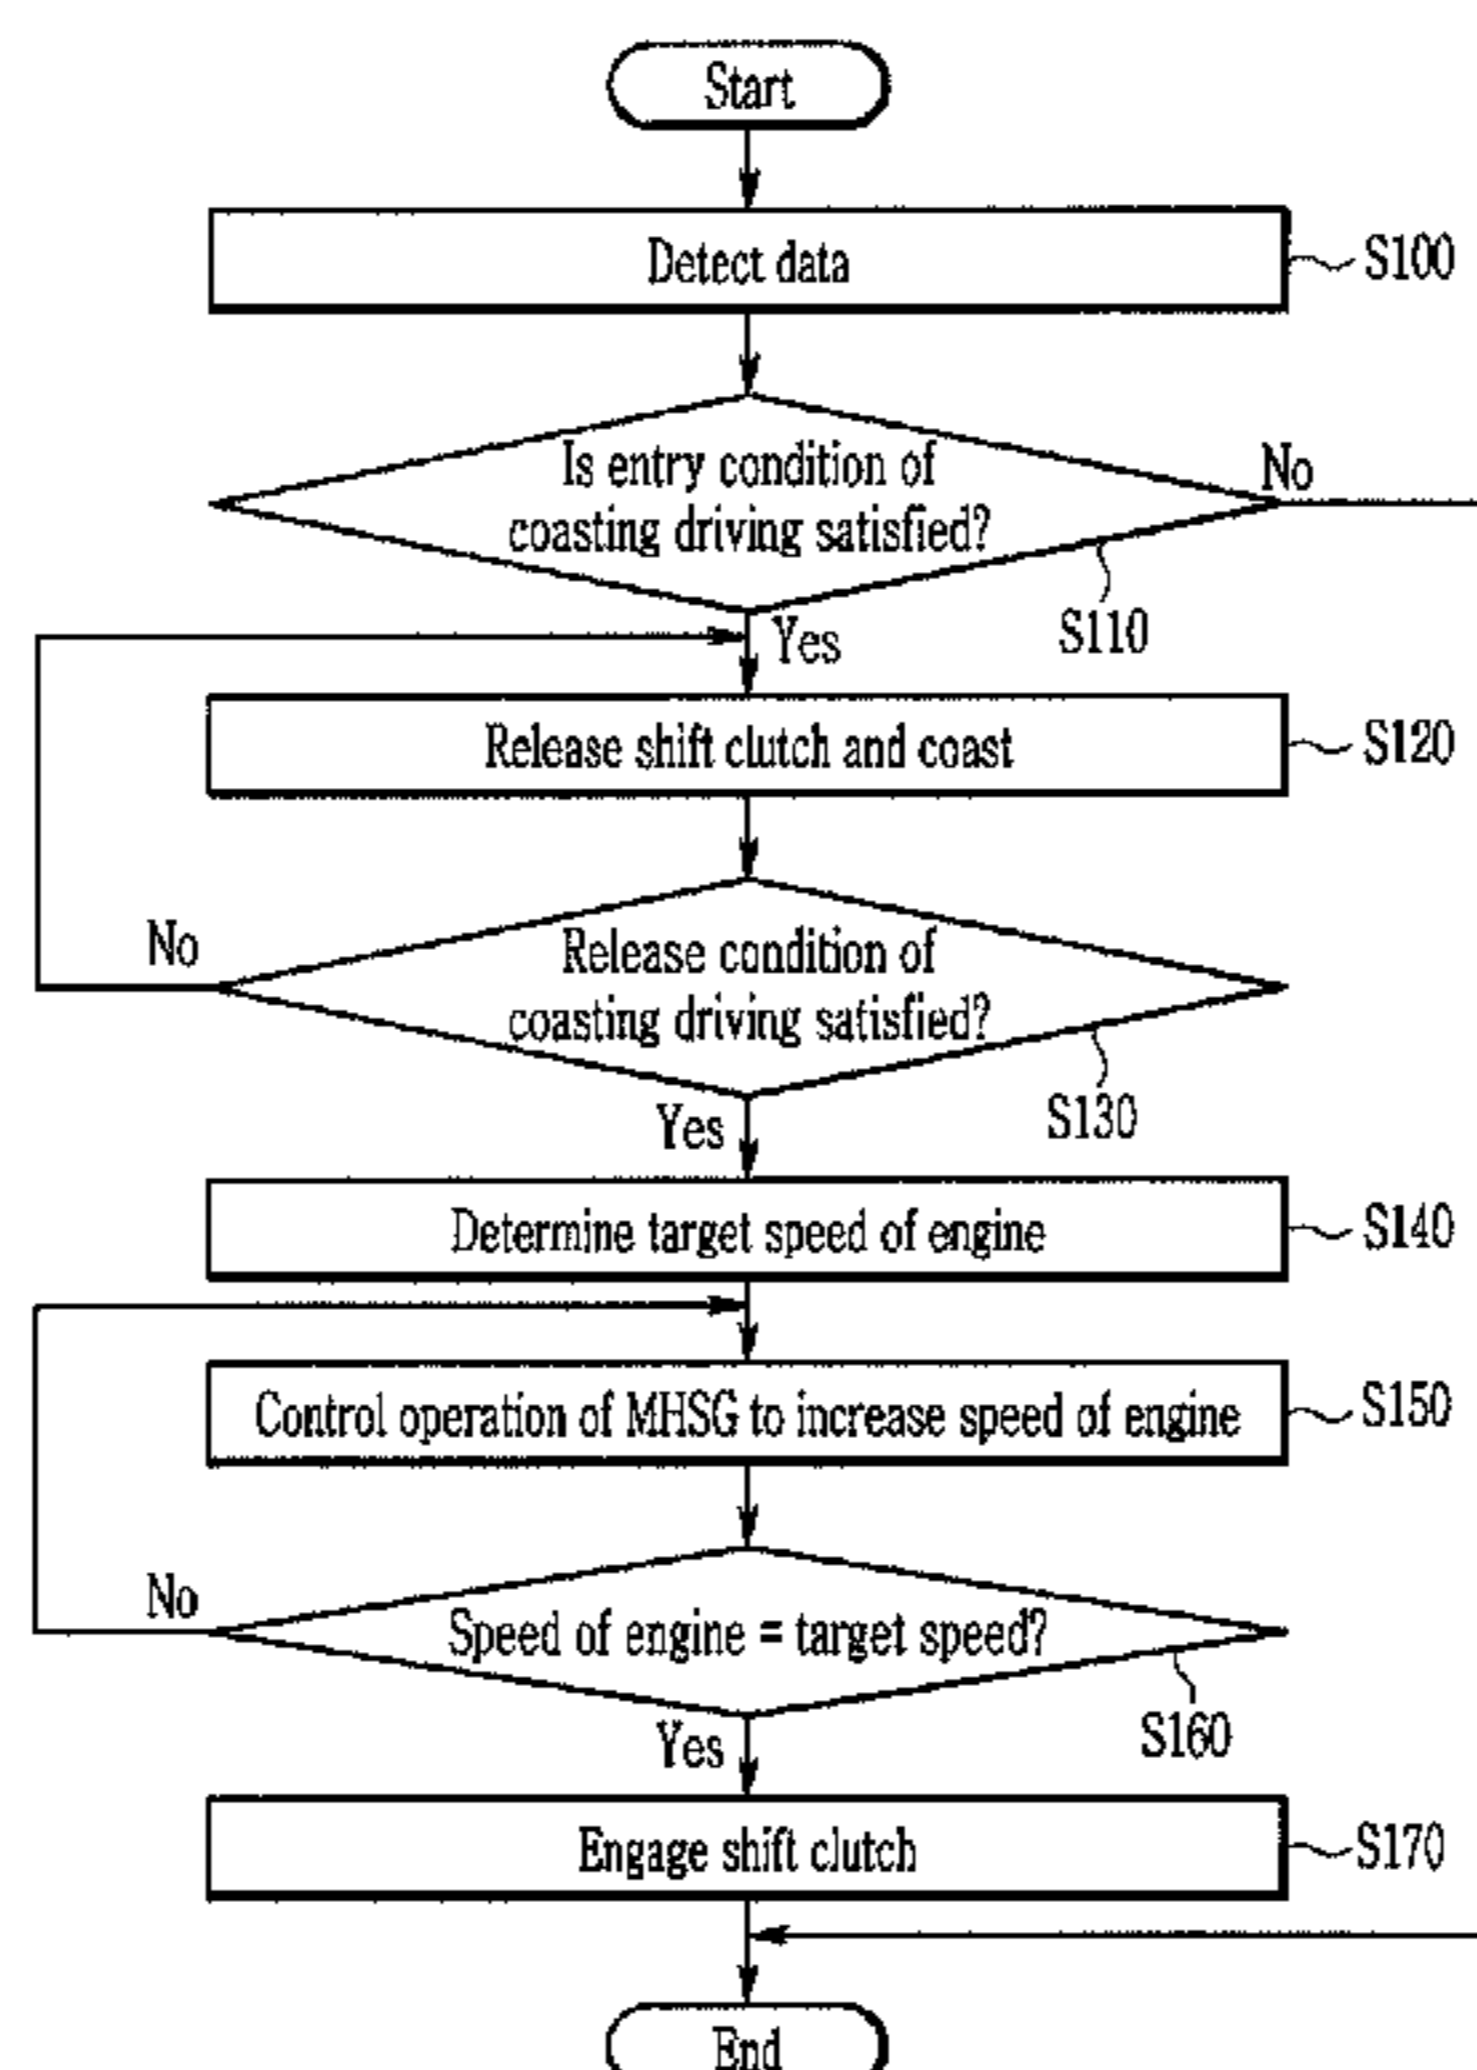 Start
Detect data
S100
Is entry condition of
coasting driving satisfied?
No
S110
Yes
Release shift clutch and coast
S120
No
Release condition of
coasting driving satisfied?
S130
Yes
Determine target speed of engine
S140
Control operation of MHSG to increase speed of engine
S150
No
Speed of engine = target speed?
S160
Yes
Engage shift clutch
S170
End